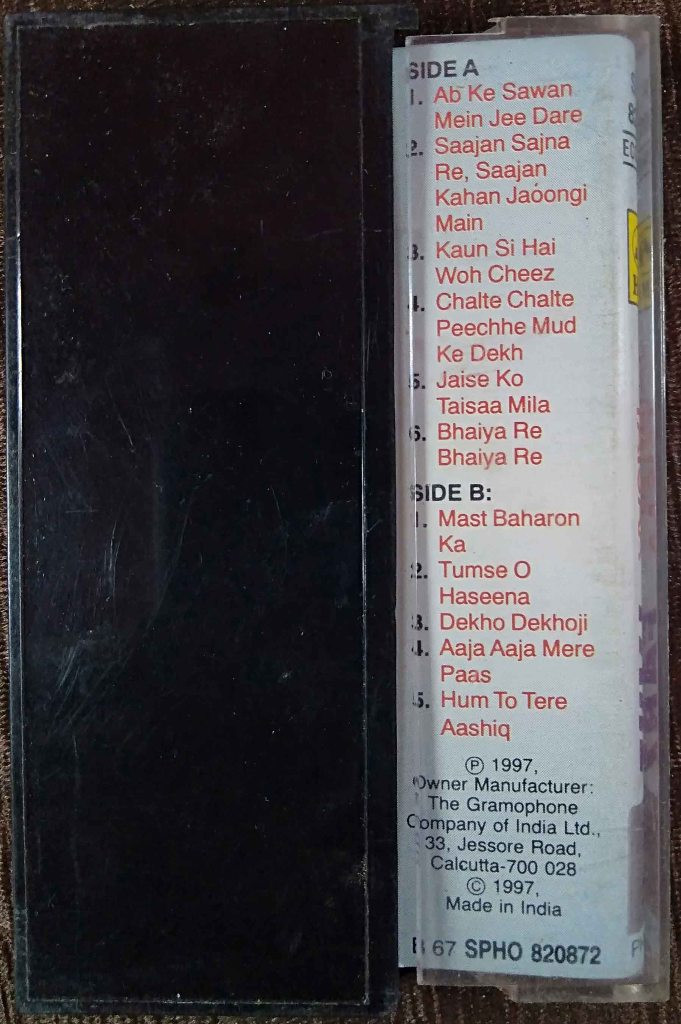 SIDE A
1. Ab Ke Sawan
Mein Jee Dare
2. Saajan Sajna
Re, Saajan
Kahan Jaoongi
Main
3. Kaun Si Hai
Woh Cheez
4. Chalte Chalte
Peechhe Mud
Ke Dekh
5. Jaise Ko
Taisaa Mila
6. Bhaiya Re
Bhaiya Re
SIDE B:
1. Mast Baharon
Ka
2. Tumse O
Haseena
3. Dekho Dekhoji
4. Aaja Aaja Mere
Paas
5. Hum To Tere
Aashiq
℗ 1997,
Owner Manufacturer:
The Gramophone
Company of India Ltd.,
33, Jessore Road,
Calcutta-700 028
© 1997,
Made in India
67 SPHO 820872